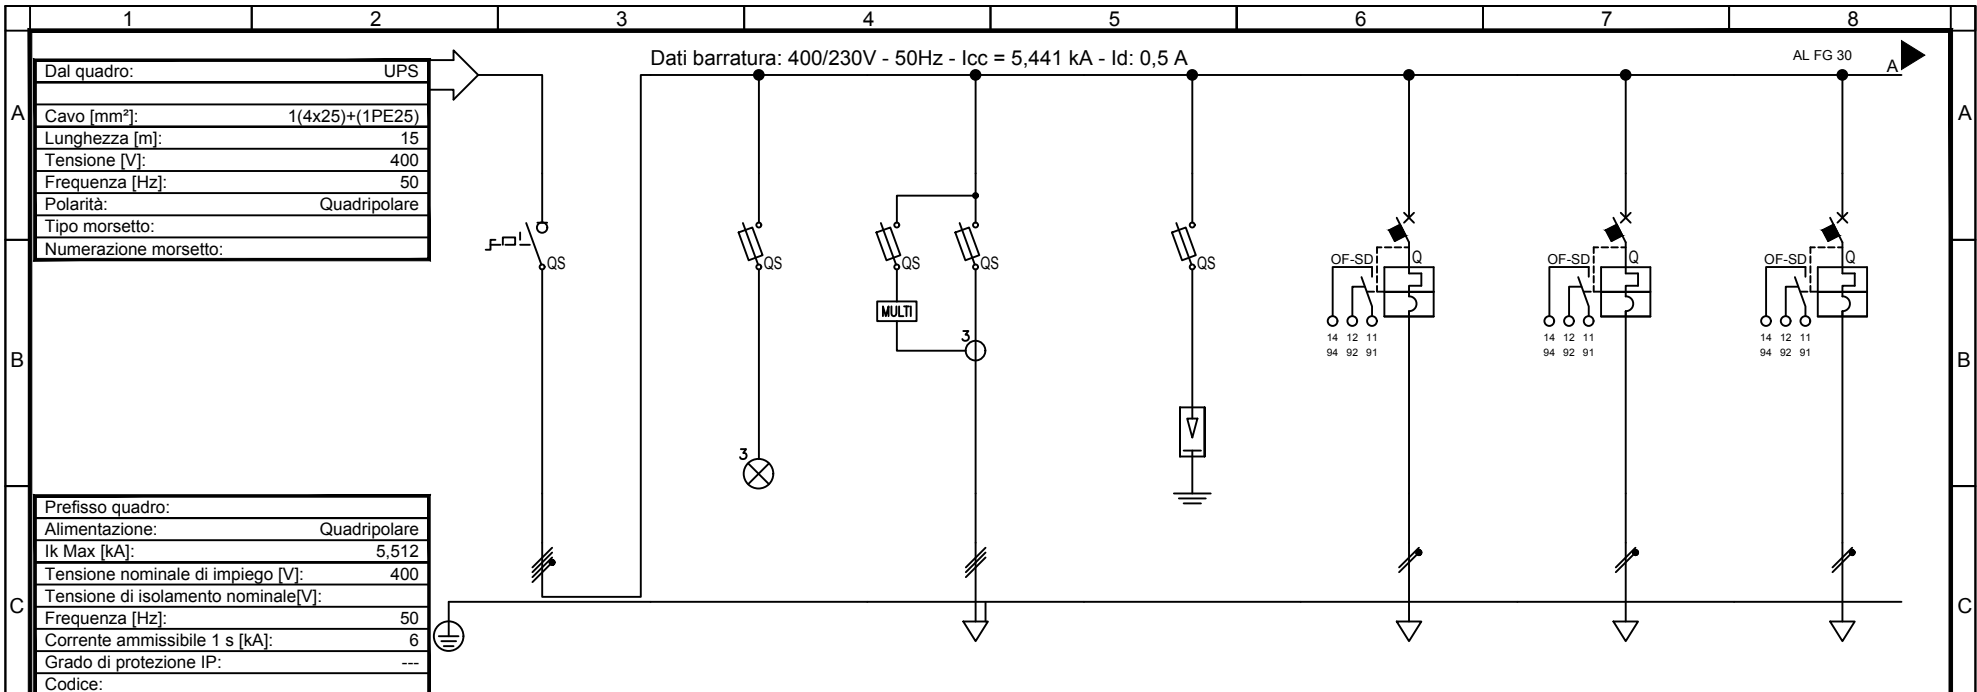 1 2 3 4 5 6 7 8
Dati barratura: 400/230V - 50Hz - Icc = 5,441 kA - Id: 0,5 A
AL FG 30
A
A
A
Dal quadro: UPS
Cavo [mm²]: 1(4x25)+(1PE25)
Lunghezza [m]: 15
Tensione [V]: 400
Frequenza [Hz]: 50
Polarità: Quadripolare
Tipo morsetto:
Numerazione morsetto:
QS
QS
QS
QS
QS
OF-SD Q
OF-SD Q
OF-SD Q
MULTI
14 12 11
94 92 91
14 12 11
94 92 91
14 12 11
94 92 91
3
B
B
3
Prefisso quadro:
Alimentazione: Quadripolare
Ik Max [kA]: 5,512
Tensione nominale di impiego [V]: 400
Tensione di isolamento nominale[V]:
Frequenza [Hz]: 50
Corrente ammissibile 1 s [kA]: 6
Grado di protezione IP: ---
Codice:
C
C